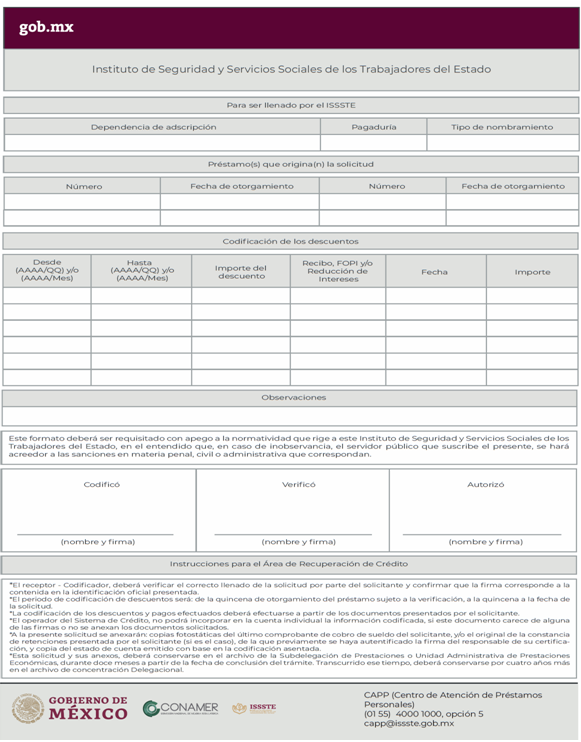 gob.mx
Instituto de Seguridad y Servicios Sociales de los Trabajadores del Estado
Para ser llenado por el ISSSTE
Dependencia de adscripción Pagaduría Tipo de nombramiento
Préstamo(s) que origina(n) la solicitud
Número Fecha de otorgamiento Número Fecha de otorgamiento
Codificación de los descuentos
Desde
(AAAA/QQ) y/o
(AAAA/Mes)
Hasta
(AAAA/QQ) y/o
(AAAA/Mes)
Importe del
descuento
Recibo, FOPI y/o
Reducción de
Intereses
Fecha
Importe
Observaciones
Este formato deberá ser requisitado con apego a la normatividad que rige a este Instituto de Seguridad y Servicios Sociales de los
Trabajadores del Estado, en el entendido que, en caso de inobservancia, el servidor público que suscribe el presente, se hará
acreedor a las sanciones en materia penal, civil o administrativa que correspondan.
Codificó Verificó Autorizó
(nombre y firma) (nombre y firma) (nombre y firma)
Instrucciones para el Área de Recuperación de Crédito
*El receptor - Codificador, deberá verificar el correcto llenado de la solicitud por parte del solicitante y confirmar que la firma corresponde a la
contenida en la identificación oficial presentada.
*El periodo de codificación de descuentos será: de la quincena de otorgamiento del préstamo sujeto a la verificación, a la quincena a la fecha de
la solicitud.
*La codificación de los descuentos y pagos efectuados deberá efectuarse a partir de los documentos presentados por el solicitante.
*El operador del Sistema de Crédito, no podrá incorporar en la cuenta individual la información codificada, si este documento carece de alguna
de las firmas o no se anexan los documentos solicitados.
*A la presente solicitud se anexarán: copias fotostáticas del último comprobante de cobro de sueldo del solicitante, y/o el original de la constancia
de retenciones presentada por el solicitante (si es el caso), de la que previamente se haya autentificado la firma del responsable de su certifica-
ción, y copia del estado de cuenta emitido con base en la codificación asentada.
*Esta solicitud y sus anexos, deberá conservarse en el archivo de la Subdelegación de Prestaciones o Unidad Administrativa de Prestaciones
Económicas, durante doce meses a partir de la fecha de conclusión del trámite. Transcurrido ese tiempo, deberá conservarse por cuatro años más
en el archivo de concentración Delegacional.
GOBIERNO DE
MÉXICO
CONAMER
ISSSTE
CAPP (Centro de Atención de Préstamos
Personales)
(01 55) 4000 1000, opción 5
capp@issste.gob.mx